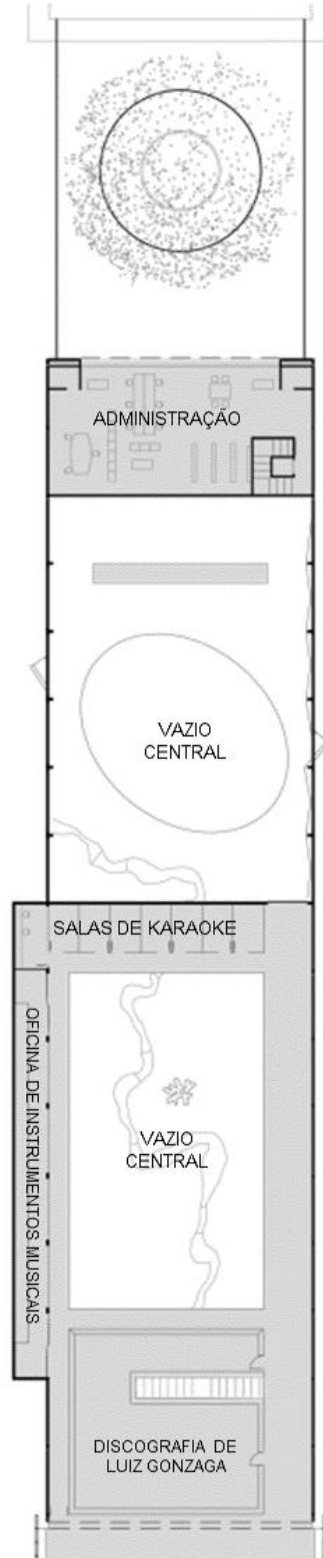 ADMINISTRAÇÃO
VAZIO
CENTRAL
SALAS DE KARAOKE
OFICINA DE INSTRUMENTOS MUSICAIS
VAZIO
CENTRAL
DISCOGRAFIA DE
LUIZ GONZAGA